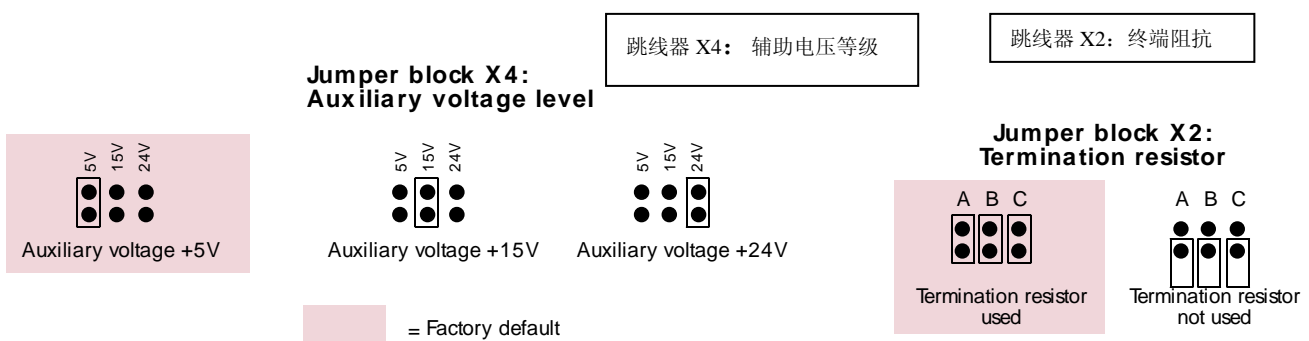 跳线器 X4： 辅助电压等级
跳线器 X2：终端阻抗
Jumper block X4:
Auxiliary voltage level
Jumper block X2:
Termination resistor
5V 15V 24V
Auxiliary voltage +5V
5V 15V 24V
Auxiliary voltage +15V
5V 15V 24V
Auxiliary voltage +24V
A B C
Termination resistor
used
A B C
Termination resistor
not used
= Factory default